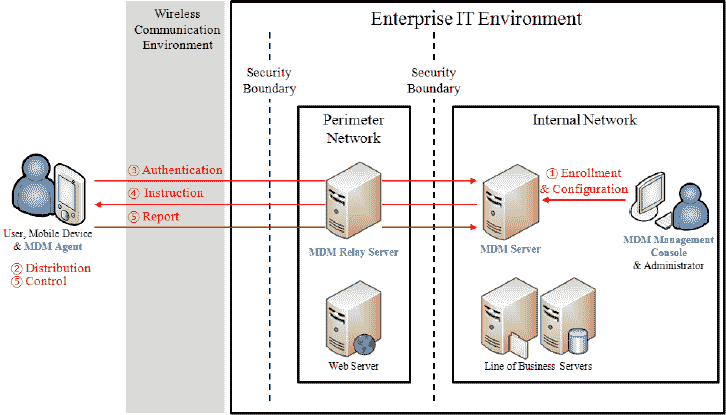 Wireless
Communication
Environment
Enterprise IT Environment
Security
Boundary
Security
Boundary
Perimeter
Network
Internal Network
③ Authentication
④ Instruction
⑤ Report
① Enrollment
& Configuration
User, Mobile Device
& MDM Agent
② Distribution
⑤ Control
MDM Relay Server
MDM Server
MDM Management
Console
& Administrator
Web Server
Line of Business Servers